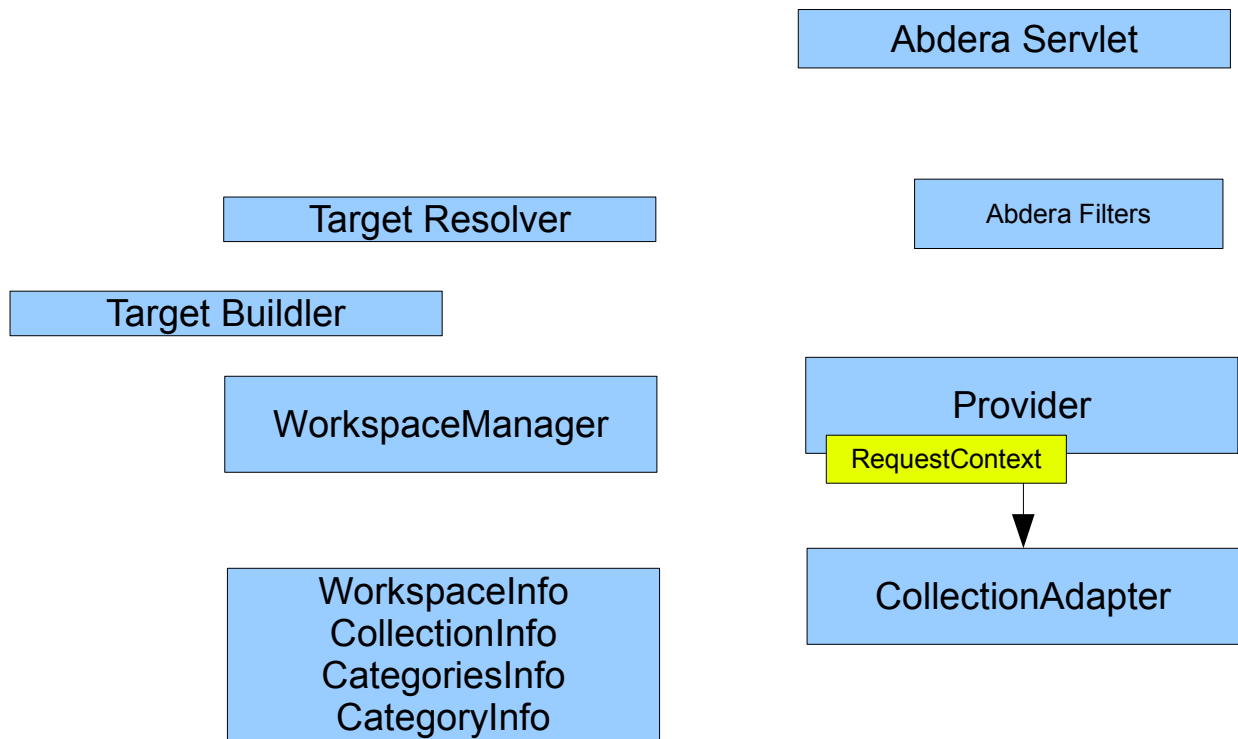 Abdera Servlet
Target Resolver
Abdera Filters
Target Buildler
WorkspaceManager
Provider
RequestContext
WorkspaceInfo
CollectionInfo
CategoriesInfo
CategoryInfo
CollectionAdapter